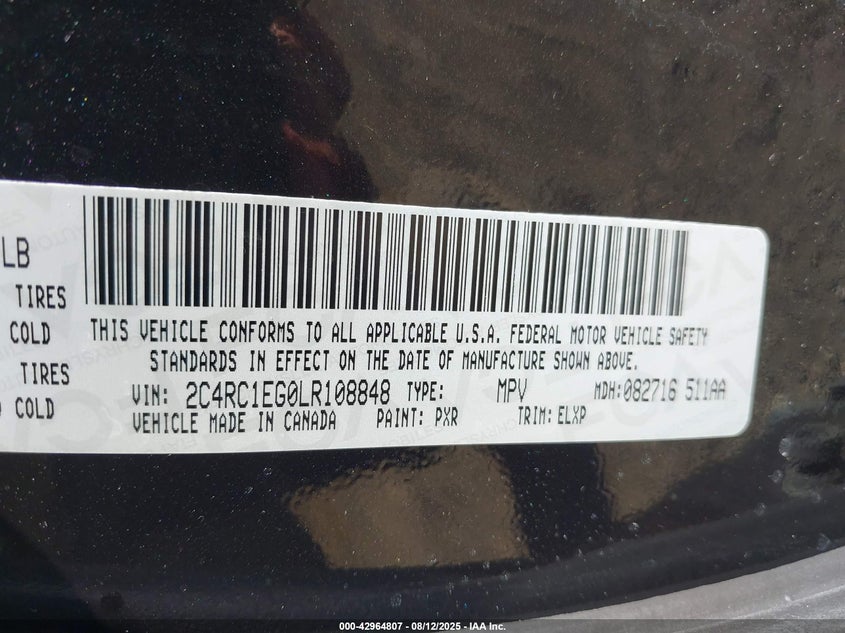 LB
TIRES
COLD
TIRES
COLD
THIS VEHICLE CONFORMS TO ALL APPLICABLE U.S.A. FEDERAL MOTOR VEHICLE SAFETY
STANDARDS IN EFFECT ON THE DATE OF MANUFACTURE SHOWN ABOVE.
VIN: 2C4RC1EG0LR108848 TYPE: MPV MDH:082716 511AA
VEHICLE MADE IN CANADA PAINT: PXR TRIM: ELXP
000-42964807 - 08/12/2025 - IAA Inc.